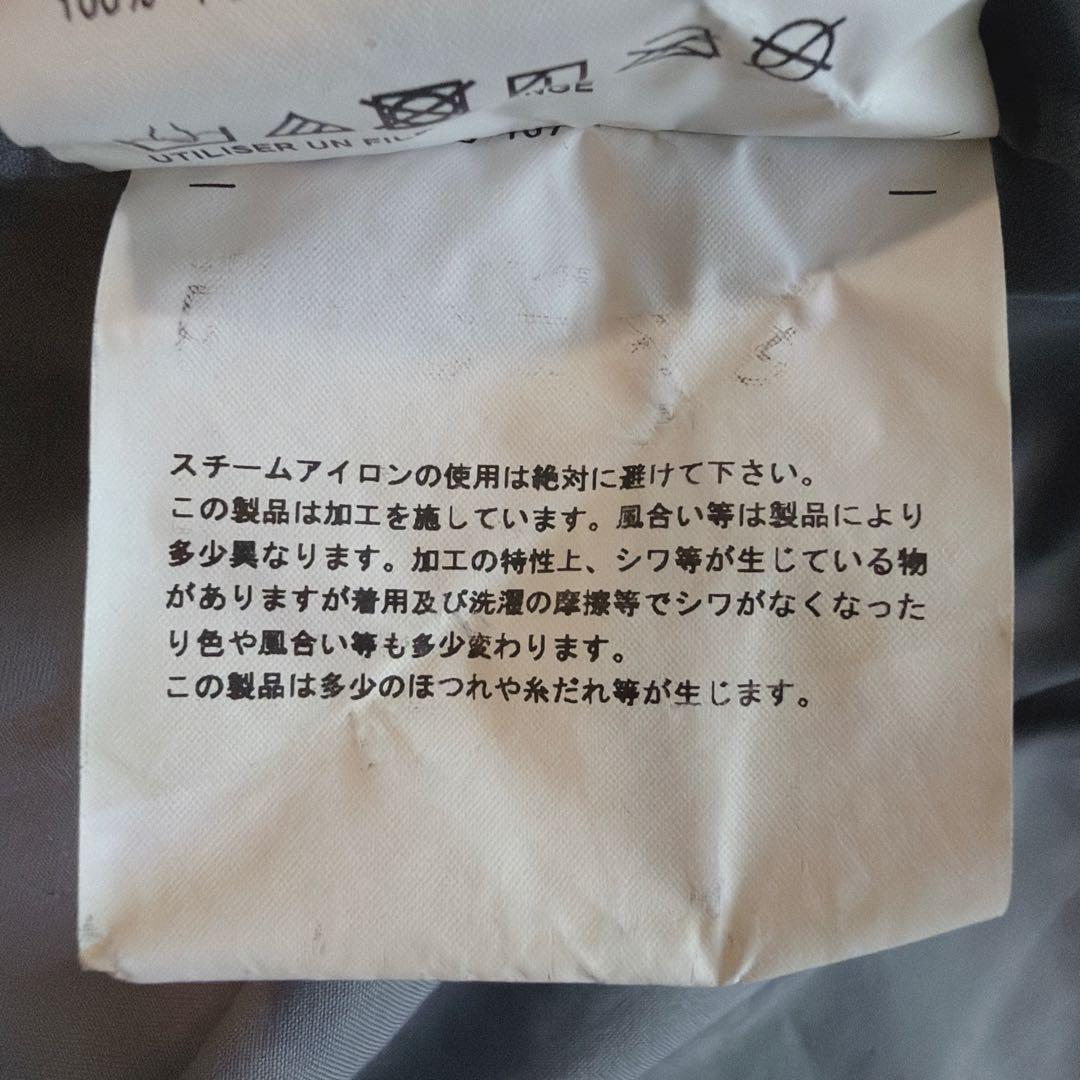 100%
UTILISER UN
スチームアイロンの使用は絶対に避けて下さい。
この製品は加工を施しています。風合い等は製品により
多少異なります。加工の特性上、シワ等が生じている物
がありますが着用及び洗濯の摩擦等でシワがなくなった
り色や風合い等も多少変わります。
この製品は多少のほつれや糸だれ等が生じます。